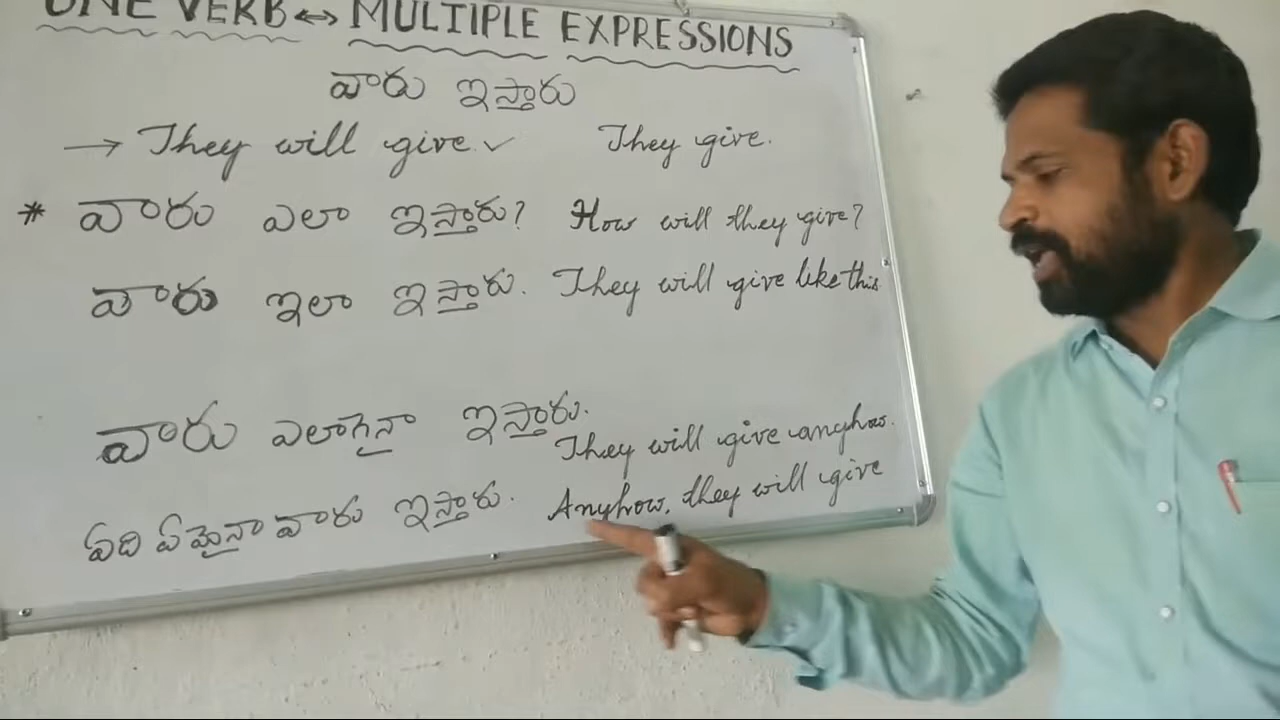 ONE VERB ↔ MULTIPLE EXPRESSIONS
వారు ఇస్తారు
→ They will give ✓ They give.
* వారు ఎలా ఇస్తారు? How will they give?
వారు ఇలా ఇస్తారు. They will give like this
వారు ఎలాగైనా ఇస్తారు. They will give anyhow.
ఏది ఏమైనా వారు ఇస్తారు. Anyhow, they will give